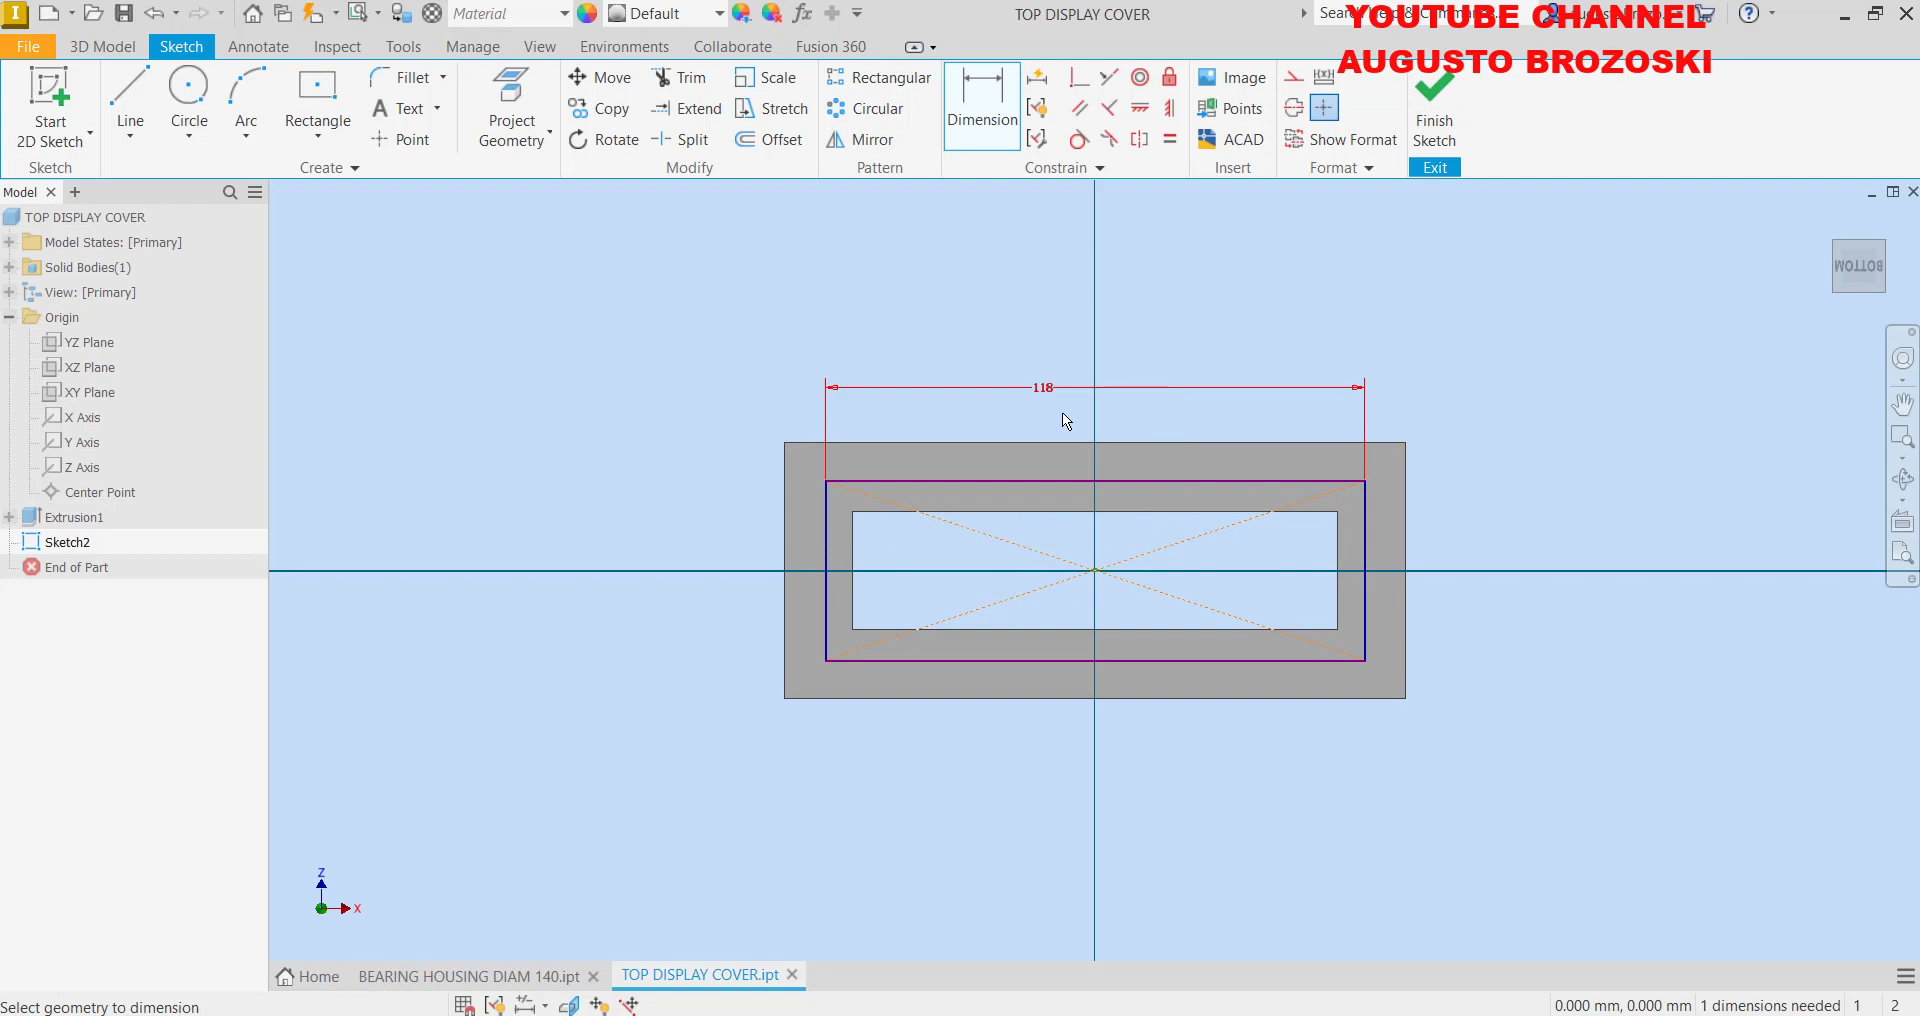 Material
Default
TOP DISPLAY COVER
YOUTUBE CHANNEL
AUGUSTO BROZOSKI
File
3D Model
Sketch
Annotate
Inspect
Tools
Manage
View
Environments
Collaborate
Fusion 360
Start
2D Sketch
Line
Circle
Arc
Rectangle
Fillet
Text
Point
Project
Geometry
Move
Copy
Rotate
Trim
Extend
Split
Scale
Stretch
Offset
Rectangular
Circular
Mirror
Dimension
Image
Points
ACAD
Show Format
Finish
Sketch
Sketch
Create
Modify
Pattern
Constrain
Insert
Format
Exit
Model
TOP DISPLAY COVER
Model States: [Primary]
Solid Bodies(1)
View: [Primary]
Origin
YZ Plane
XZ Plane
XY Plane
X Axis
Y Axis
Z Axis
Center Point
Extrusion1
Sketch2
End of Part
BOTTOM
118
Z
X
Home
BEARING HOUSING DIAM 140.ipt
TOP DISPLAY COVER.ipt
Select geometry to dimension
0.000 mm, 0.000 mm
1 dimensions needed
1
2